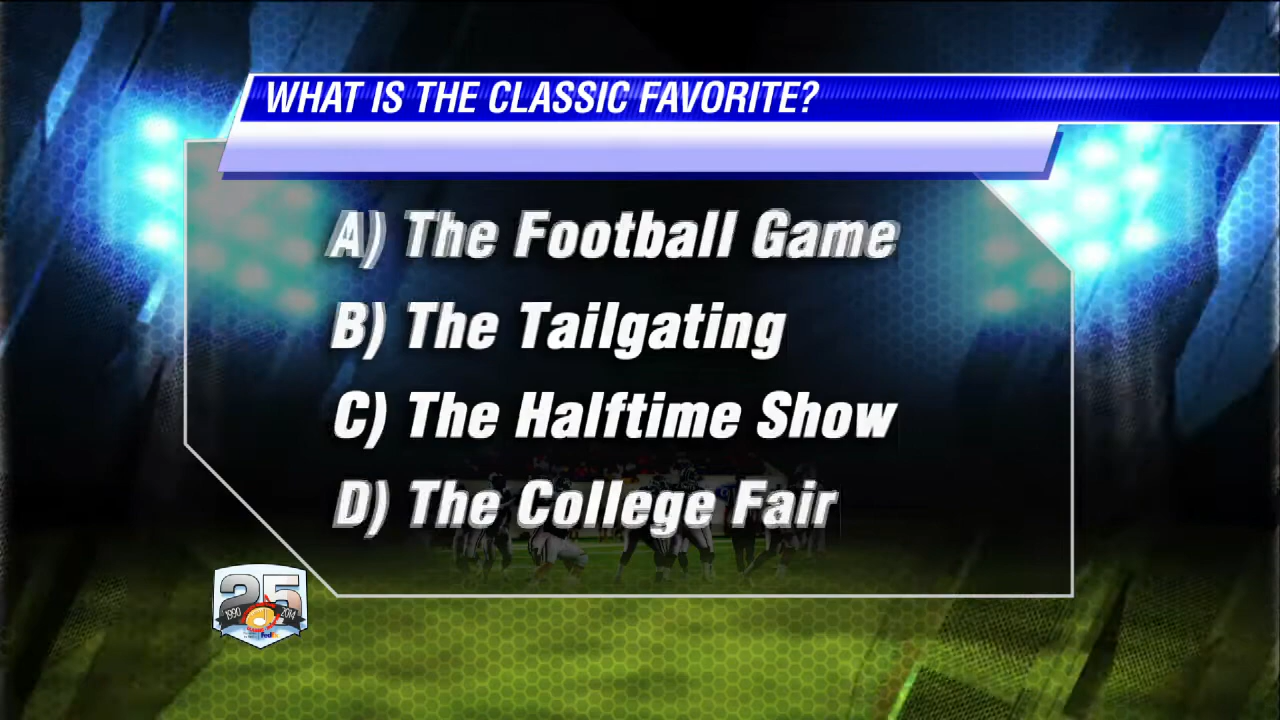 WHAT IS THE CLASSIC FAVORITE?
A) The Football Game
B) The Tailgating
C) The Halftime Show
D) The College Fair
25
1990 2014
FedEx